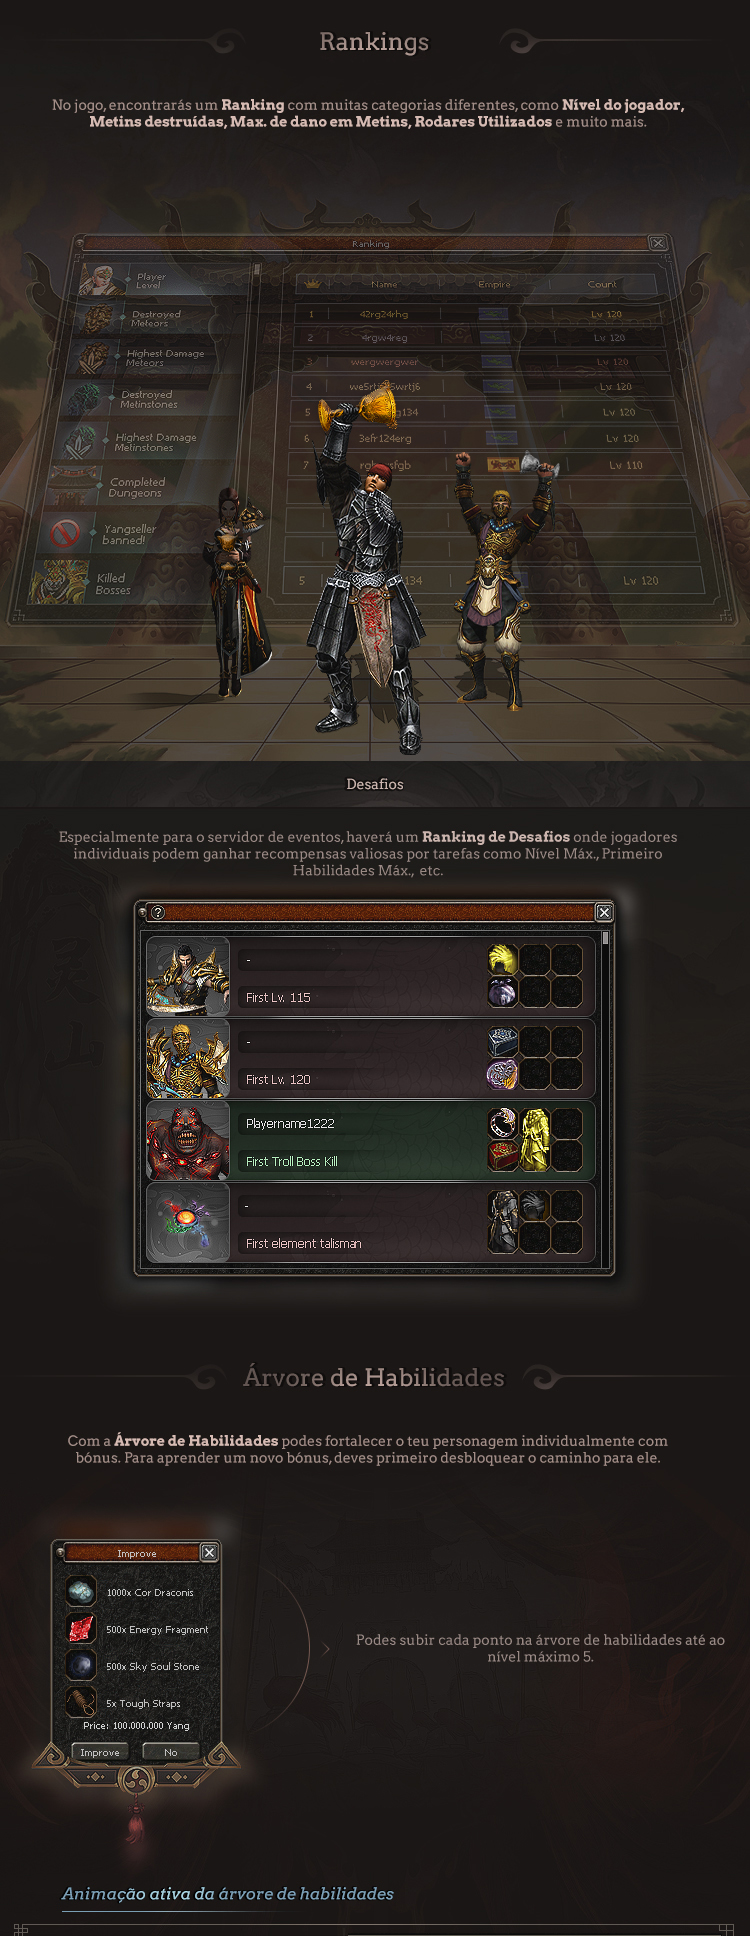 Rankings
No jogo, encontrarás um Ranking com muitas categorias diferentes, como Nível do jogador,
Metins destruídas, Max. de dano em Metins, Rodares Utilizados e muito mais.
Ranking
Player
Level
Destroyed
Meteors
Highest Damage
Meteors
Destroyed
Metinstones
Highest Damage
Metinstones
Completed
Dungeons
Yangseller
banned!
Killed
Bosses
Name Empire Count
1 42rg24rhg Lv 120
2 4rgw4reg Lv 120
3 wergwergwer Lv 120
4 Lv 120
5 Lv 120
6 3efr124erg Lv 120
7 Lv 110
5 Lv 120
Desafios
Especialmente para o servidor de eventos, haverá um Ranking de Desafios onde jogadores
individuais podem ganhar recompensas valiosas por tarefas como Nível Máx., Primeiro
Habilidades Máx., etc.
-
First Lv. 115
-
First Lv. 120
Playername1222
First Troll Boss Kill
-
First element talisman
Árvore de Habilidades
Com a Árvore de Habilidades podes fortalecer o teu personagem individualmente com
bónus. Para aprender um novo bónus, deves primeiro desbloquear o caminho para ele.
Improve
1000x Cor Draconis
500x Energy Fragment
500x Sky Soul Stone
5x Tough Straps
Price: 100.000.000 Yang
Improve No
Podes subir cada ponto na árvore de habilidades até ao
nível máximo 5.
Animação ativa da árvore de habilidades